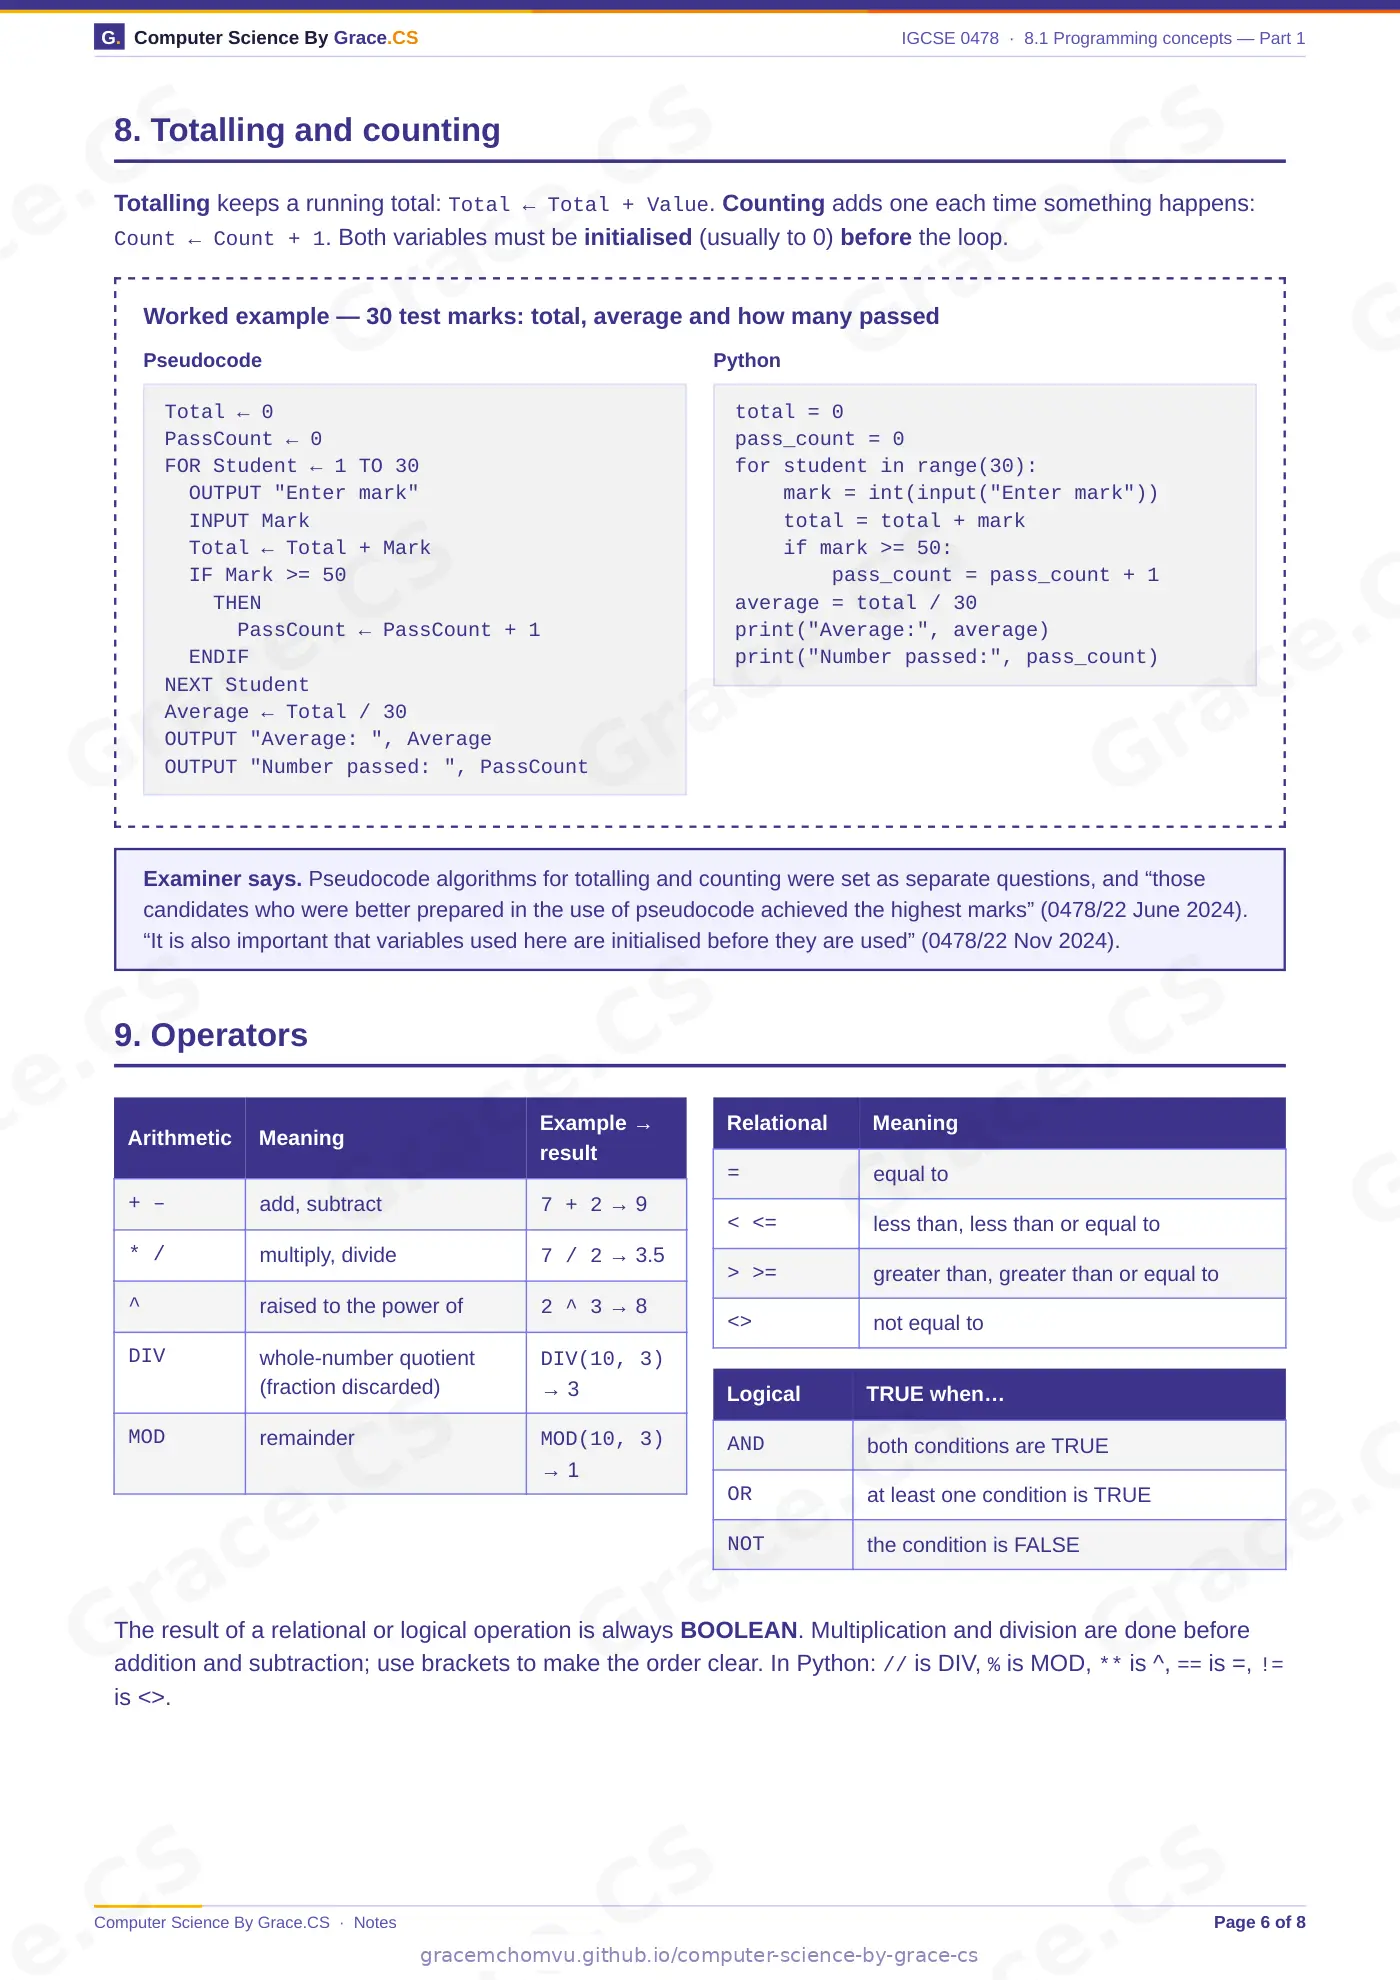 G. Computer Science By Grace.CS
IGCSE 0478 · 8.1 Programming concepts — Part 1
8. Totalling and counting
Totalling keeps a running total: Total ← Total + Value. Counting adds one each time something happens:
Count ← Count + 1. Both variables must be initialised (usually to 0) before the loop.
Worked example — 30 test marks: total, average and how many passed
Pseudocode
Total ← 0
PassCount ← 0
FOR Student ← 1 TO 30
  OUTPUT "Enter mark"
  INPUT Mark
  Total ← Total + Mark
  IF Mark >= 50
    THEN
      PassCount ← PassCount + 1
  ENDIF
NEXT Student
Average ← Total / 30
OUTPUT "Average: ", Average
OUTPUT "Number passed: ", PassCount
Python
total = 0
pass_count = 0
for student in range(30):
    mark = int(input("Enter mark"))
    total = total + mark
    if mark >= 50:
        pass_count = pass_count + 1
average = total / 30
print("Average:", average)
print("Number passed:", pass_count)
Examiner says. Pseudocode algorithms for totalling and counting were set as separate questions, and “those
candidates who were better prepared in the use of pseudocode achieved the highest marks” (0478/22 June 2024).
“It is also important that variables used here are initialised before they are used” (0478/22 Nov 2024).
9. Operators
Arithmetic Meaning Example →
result
+ − add, subtract 7 + 2 → 9
* / multiply, divide 7 / 2 → 3.5
^ raised to the power of 2 ^ 3 → 8
DIV whole-number quotient DIV(10, 3)
(fraction discarded) → 3
MOD remainder MOD(10, 3)
→ 1
Relational Meaning
= equal to
< <= less than, less than or equal to
> >= greater than, greater than or equal to
<> not equal to
Logical TRUE when…
AND both conditions are TRUE
OR at least one condition is TRUE
NOT the condition is FALSE
The result of a relational or logical operation is always BOOLEAN. Multiplication and division are done before
addition and subtraction; use brackets to make the order clear. In Python: // is DIV, % is MOD, ** is ^, == is =, !=
is <>.
Computer Science By Grace.CS · Notes
Page 6 of 8
gracemchomvu.github.io/computer-science-by-grace-cs
Grace.CS